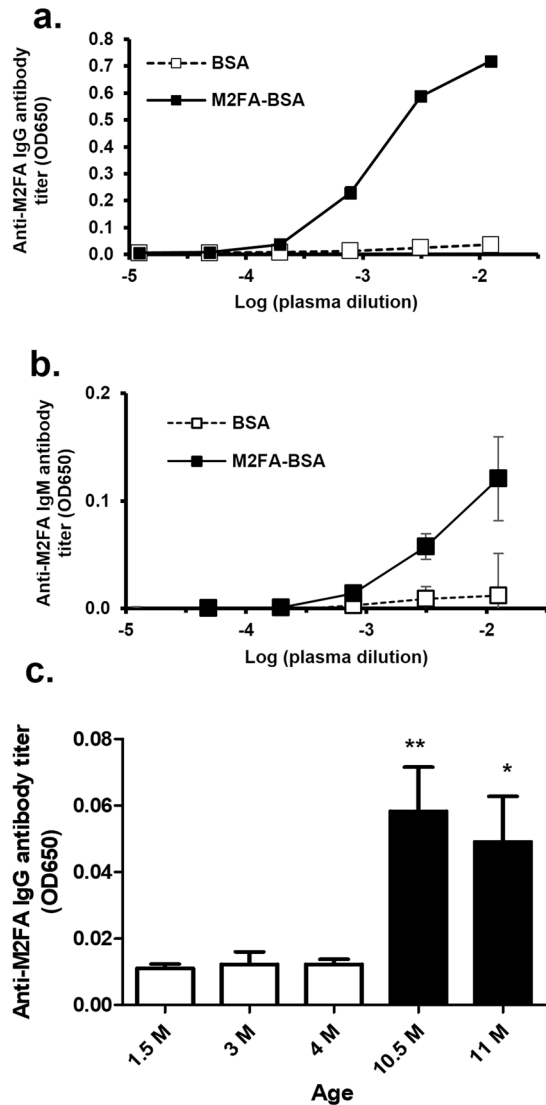 a.
Anti-M2FA IgG antibody
titer (OD650)
0.8
0.7
0.6
0.5
0.4
0.3
0.2
0.1
0.0
BSA
M2FA-BSA
-5 -4 -3 -2
Log (plasma dilution)
b.
Anti-M2FA IgM antibody
titer (OD650)
0.2
0.1
0.0
BSA
M2FA-BSA
-5 -4 -3 -2
Log (plasma dilution)
c.
Anti-M2FA IgG antibody titer
(OD650)
0.08
0.06
0.04
0.02
0.00
** *
1.5 M 3 M 4 M 10.5 M 11 M
Age